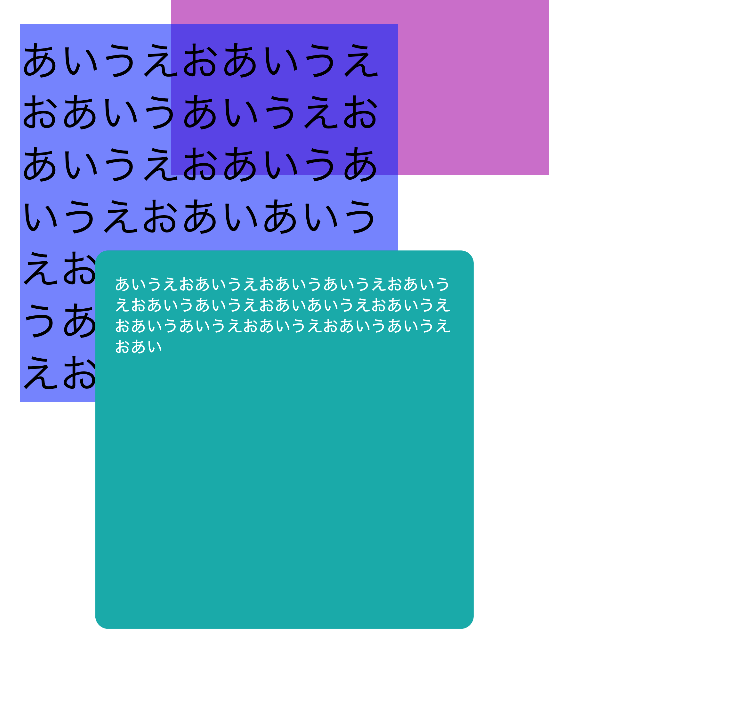 あいうえおあいうえ
おあいうあいうえお
あいうえおあいうあ
いうえおあいあいう
えお
うあ
えお
あいうえおあいうえおあいうあいうえおあいう
えおあいうあいうえおあいあいうえおあいうえ
おあいうあいうえおあいうえおあいうあいうえ
おあい